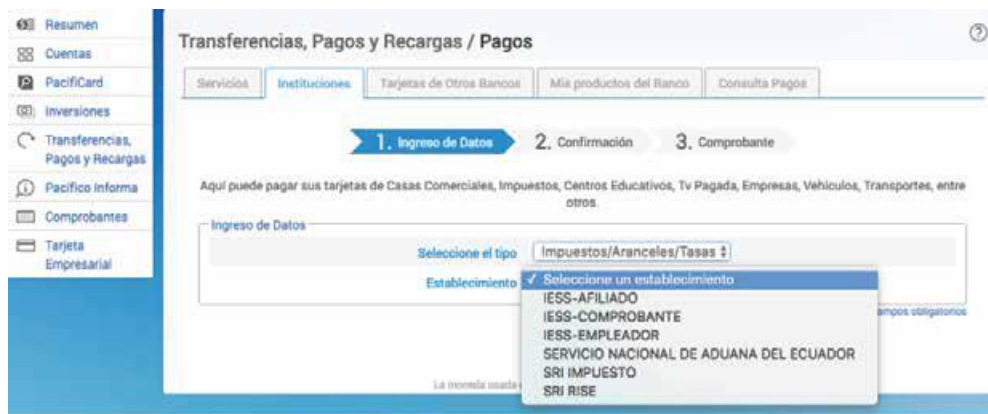 Resumen
Cuentas
PacifiCard
Inversiones
Transferencias,
Pagos y Recargas
Pacifico Informa
Comprobantes
Tarjeta
Empresarial
Transferencias, Pagos y Recargas / Pagos
?
Servicios Instituciones Tarjetas de Otros Bancos Mis productos del Banco Consulta Pagos
1. Ingreso de Datos 2. Confirmación 3. Comprobante
Aquí puede pagar sus tarjetas de Casas Comerciales, Impuestos, Centros Educativos, Tv Pagada, Empresas, Vehículos, Transportes, entre
otros.
Ingreso de Datos
Seleccione el tipo Impuestos/Aranceles/Tasas
Establecimiento ✓ Seleccione un establecimiento
IESS-AFILIADO
IESS-COMPROBANTE
ampos obligatorios
IESS-EMPLEADOR
SERVICIO NACIONAL DE ADUANA DEL ECUADOR
SRI IMPUESTO
La moneda usada
SRI RISE